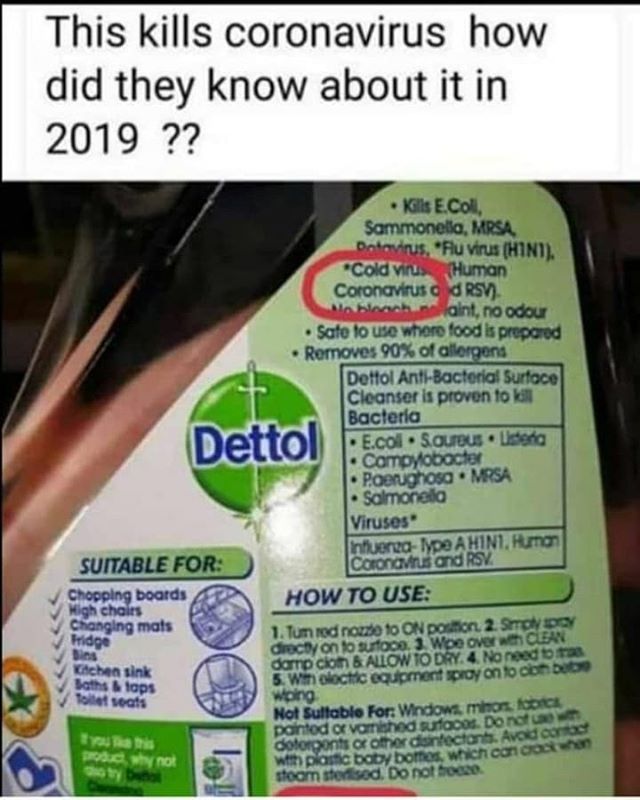 This kills coronavirus how
did they know about it in
2019 ??
• Kills E.Coli,
Sammonella, MRSA,
Rotavirus, *Flu virus (H1N1),
*Cold virus (Human
Coronavirus and RSV).
No bleach, no taint, no odour
• Safe to use where food is prepared
• Removes 90% of allergens
Dettol Anti-Bacterial Surface
Cleanser is proven to kill
Bacteria
• E.coli • S.aureus • Listeria
• Campylobacter
• P.aerughosa • MRSA
• Salmonella
Viruses*
Influenza- Type A H1N1, Human
Coronavirus and RSV.
Dettol
SUITABLE FOR:
Chopping boards
High chairs
Changing mats
Fridge
Bins
Kitchen sink
Baths & taps
Toilet seats
HOW TO USE:
1. Turn red nozzle to ON position. 2. Simply spray
directly on to surface. 3. Wipe over with CLEAN
damp cloth & ALLOW TO DRY. 4. No need to rinse.
5. With electric equipment spray on to cloth before
wiping.
Not Suitable For: Windows, mirrors, fabrics,
painted or varnished surfaces. Do not use with
detergents or other disinfectants. Avoid contact
with plastic baby bottles, which can crack when
steam sterilised. Do not freeze.
If you like this
product, why not
also try Dettol